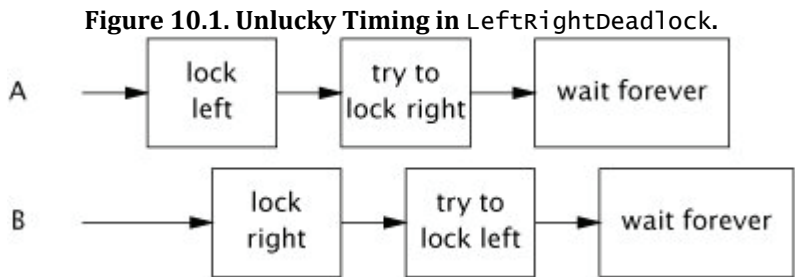 Figure 10.1. Unlucky Timing in LeftRightDeadlock.
A
lock
left
try to
lock right
wait forever
B
lock
right
try to
lock left
wait forever